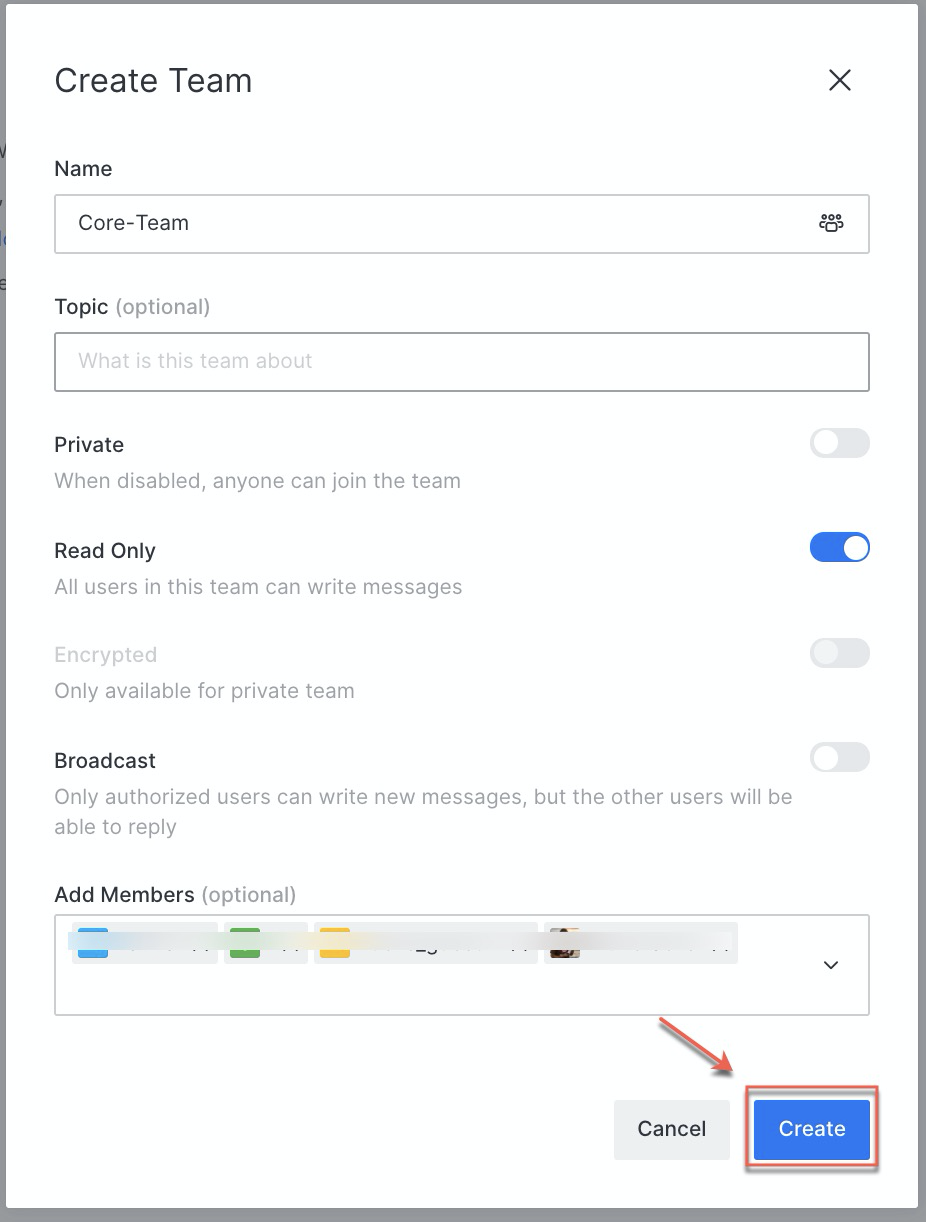 Create Team
Name
Core-Team
Topic (optional)
What is this team about
Private
When disabled, anyone can join the team
Read Only
All users in this team can write messages
Encrypted
Only available for private team
Broadcast
Only authorized users can write new messages, but the other users will be
able to reply
Add Members (optional)
Cancel
Create